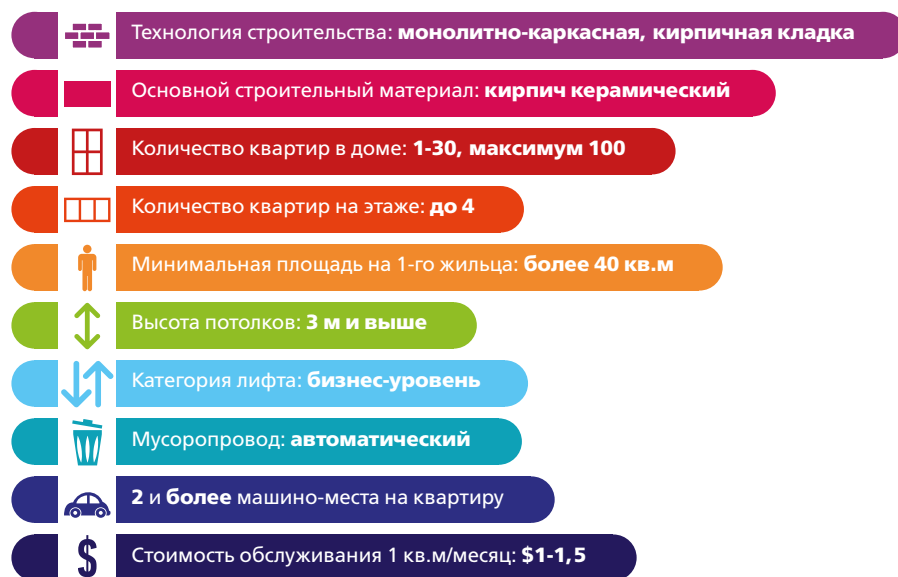 Технология строительства: монолитно-каркасная, кирпичная кладка
Основной строительный материал: кирпич керамический
Количество квартир в доме: 1-30, максимум 100
Количество квартир на этаже: до 4
Минимальная площадь на 1-го жильца: более 40 кв.м
Высота потолков: 3 м и выше
Категория лифта: бизнес-уровень
Мусоропровод: автоматический
2 и более машино-места на квартиру
$ Стоимость обслуживания 1 кв.м/месяц: $1-1,5